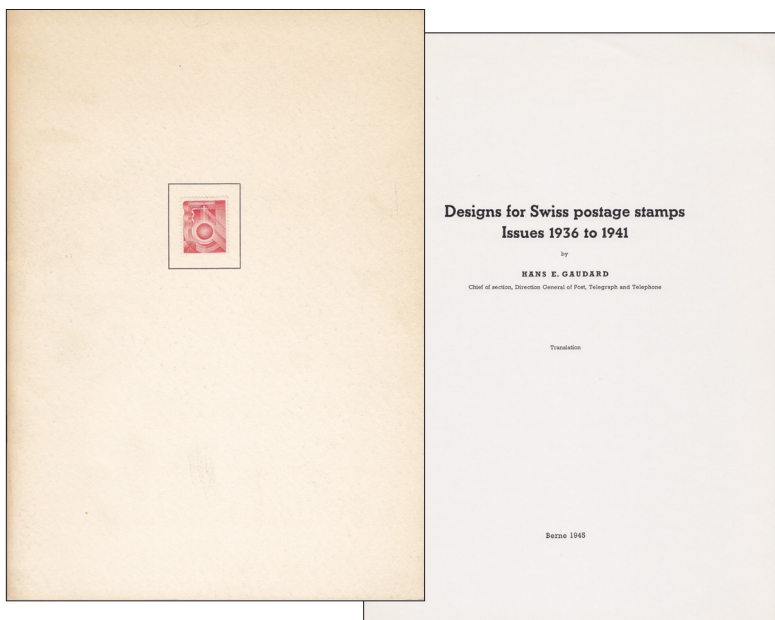 Designs for Swiss postage stamps
Issues 1936 to 1941
by
HANS E. GAUDARD
Chief of section, Direction General of Post, Telegraph and Telephone
Translation
Berne 1945